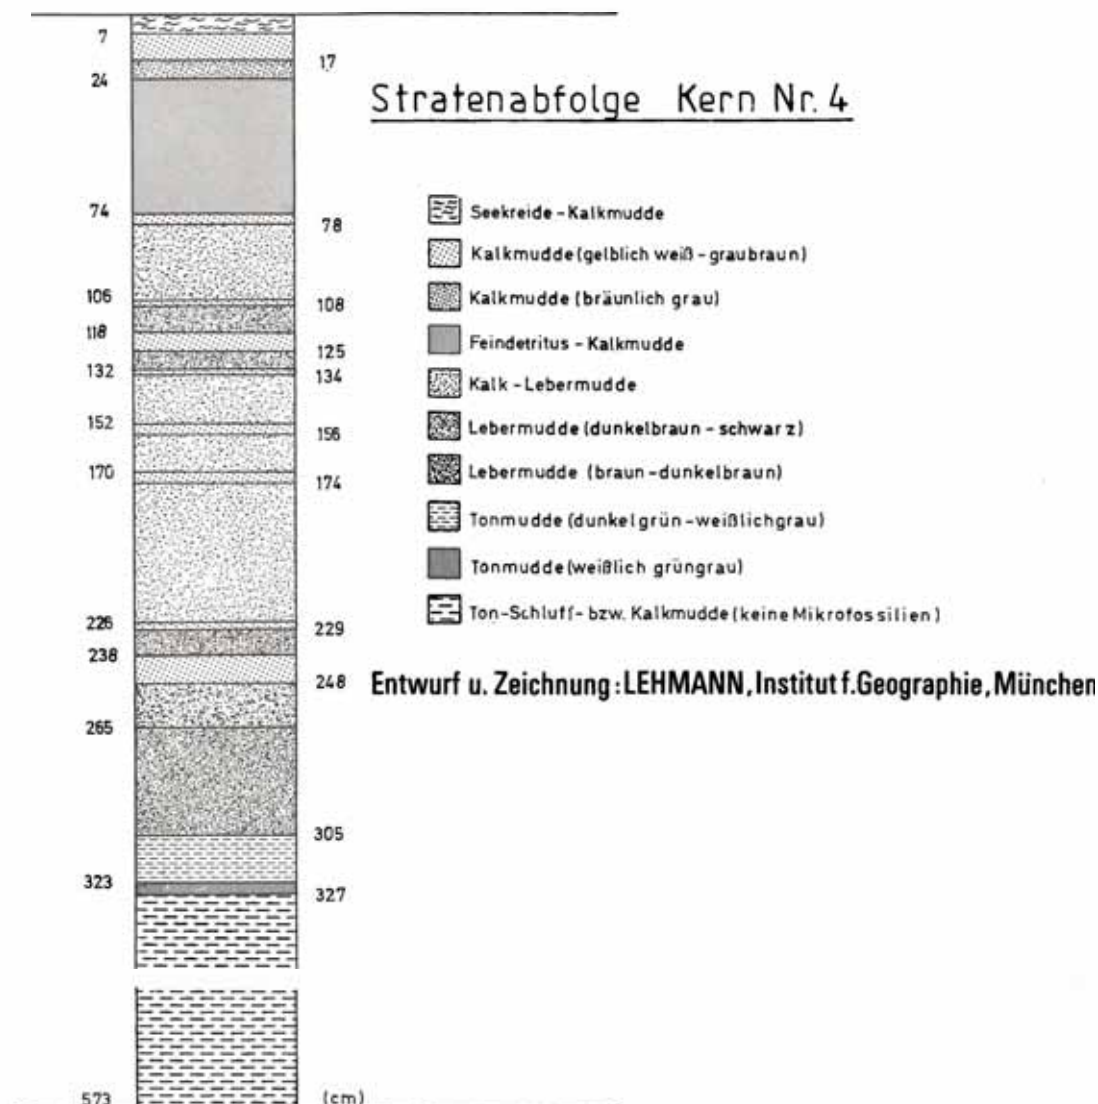 Stratenabfolge Kern Nr. 4
7
17
24
74
78
106
108
118
125
132
134
152
156
170
174
226
229
238
248
265
305
323
327
573 (cm)
Seekreide - Kalkmudde
Kalkmudde (gelblich weiß - graubraun)
Kalkmudde (bräunlich grau)
Feindetritus - Kalkmudde
Kalk - Lebermudde
Lebermudde (dunkelbraun - schwarz)
Lebermudde (braun - dunkelbraun)
Tonmudde (dunkelgrün - weißlichgrau)
Tonmudde (weißlich grüngrau)
Ton-Schluff- bzw. Kalkmudde (keine Mikrofossilien)
Entwurf u. Zeichnung: LEHMANN, Institut f. Geographie, München